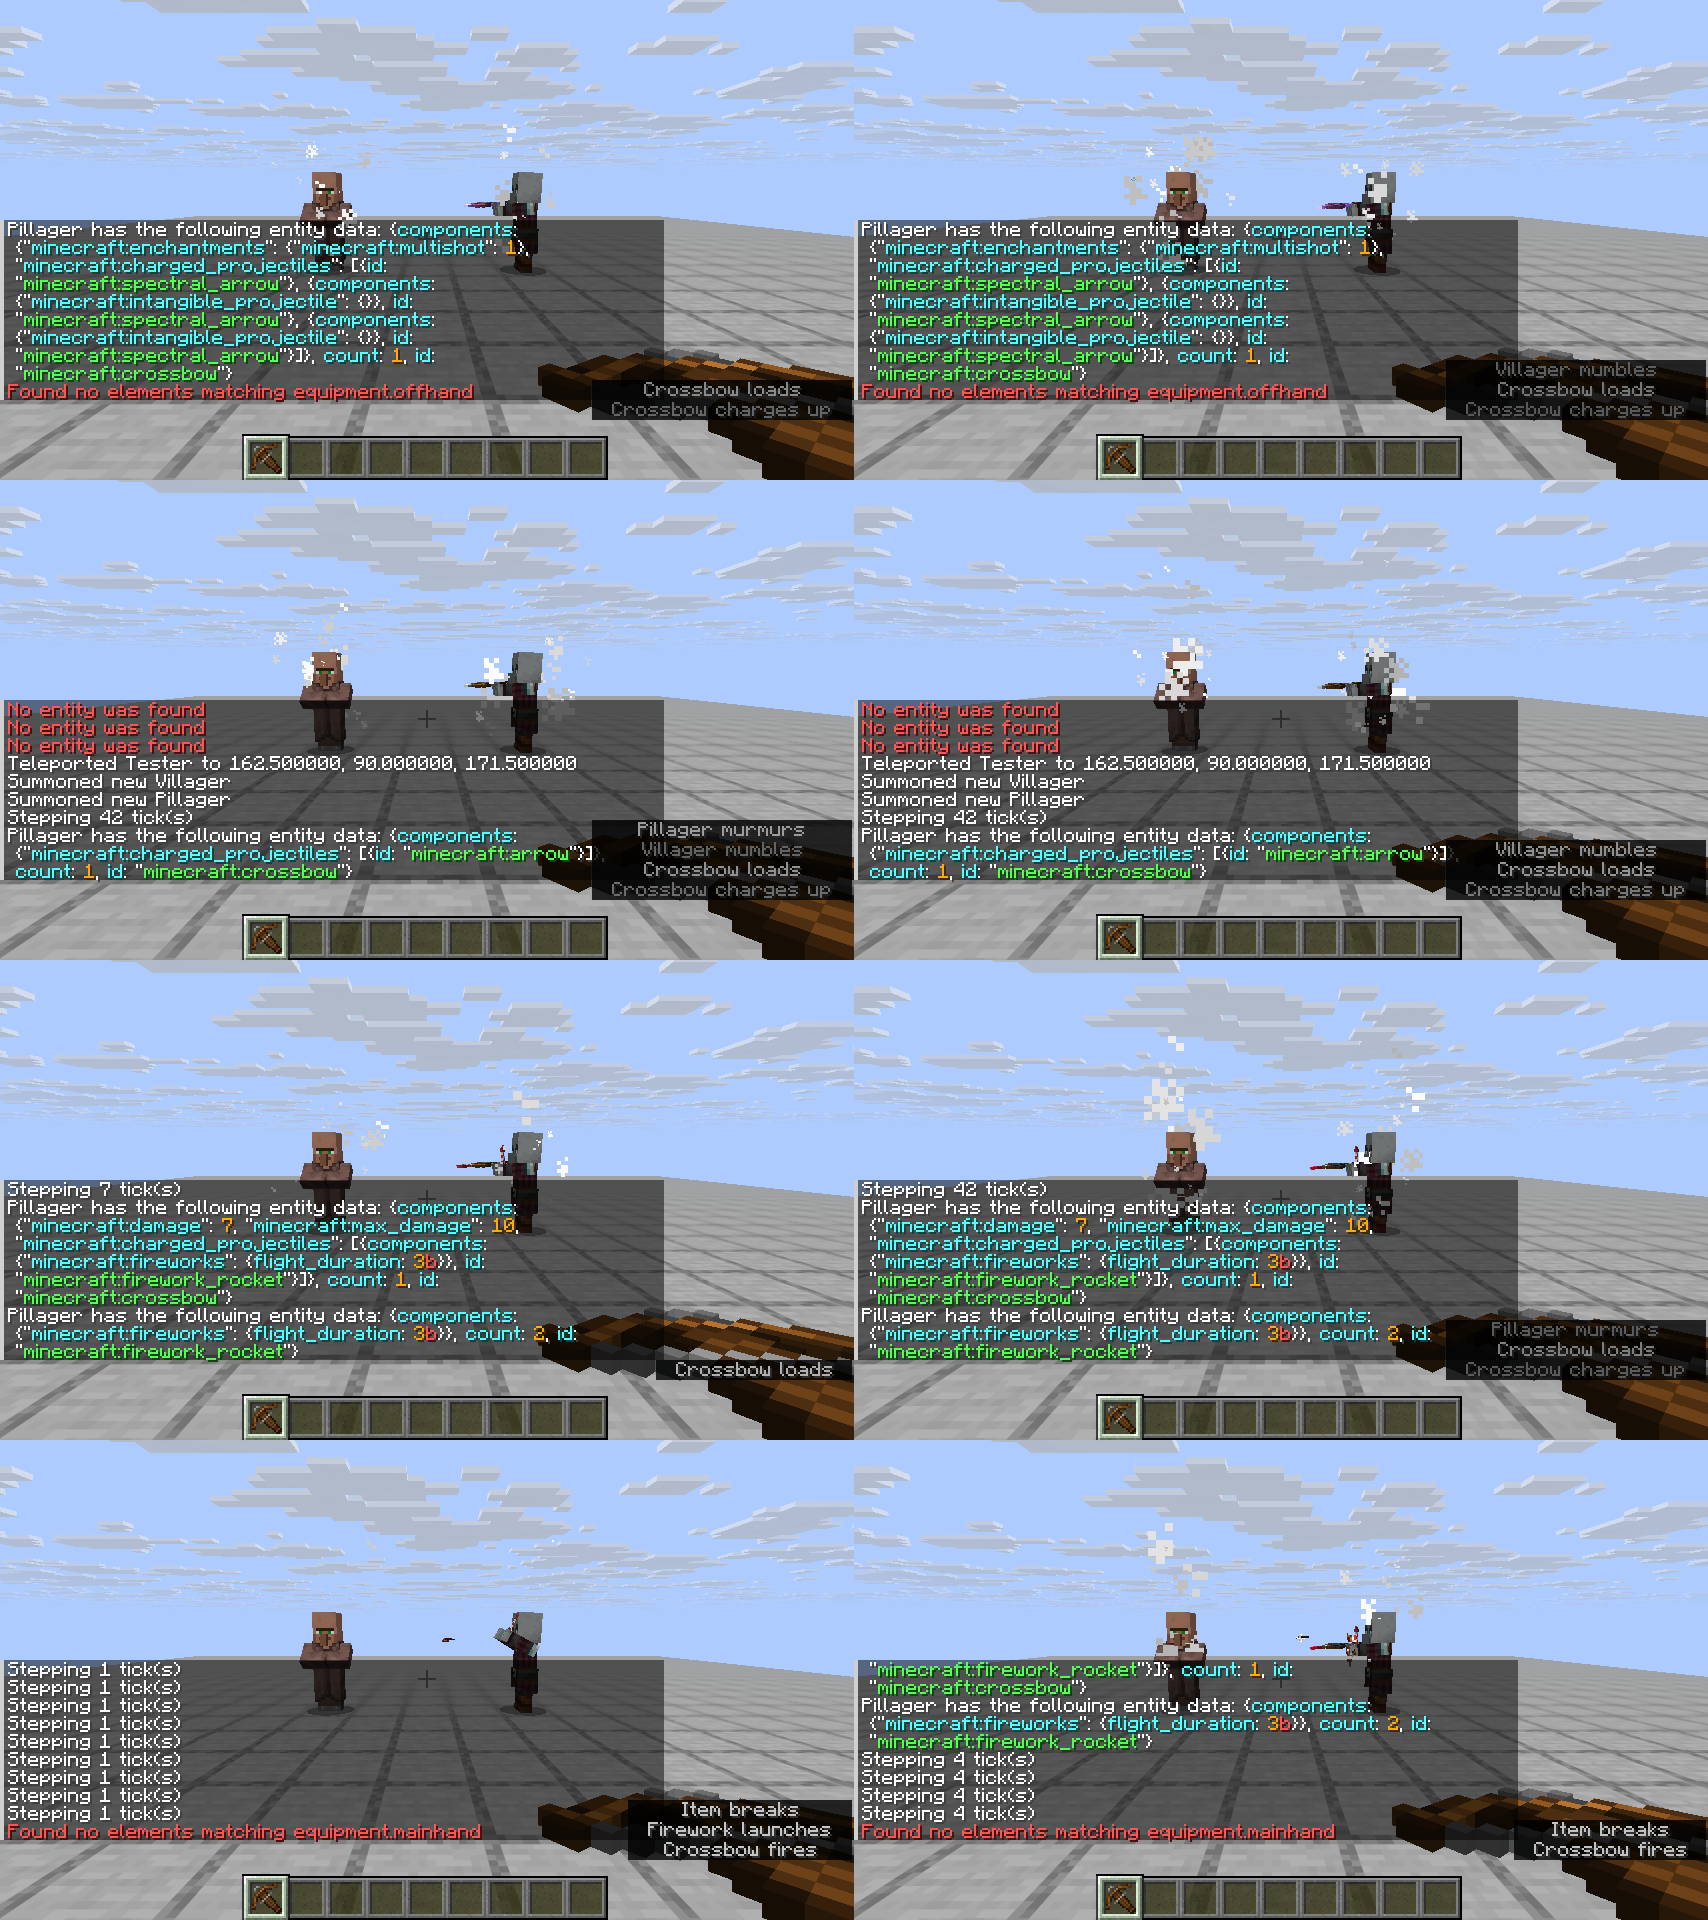 Pillager has the following entity data: {components:
{"minecraft:enchantments": {"minecraft:multishot": 1},
"minecraft:charged_projectiles": [{id:
"minecraft:spectral_arrow"}, {components:
{"minecraft:intangible_projectile": {}}, id:
"minecraft:spectral_arrow"}, {components:
{"minecraft:intangible_projectile": {}}, id:
"minecraft:spectral_arrow"}]}, count: 1, id:
"minecraft:crossbow"}
Found no elements matching equipment.offhand
Crossbow loads
Crossbow charges up
Pillager has the following entity data: {components:
{"minecraft:enchantments": {"minecraft:multishot": 1},
"minecraft:charged_projectiles": [{id:
"minecraft:spectral_arrow"}, {components:
{"minecraft:intangible_projectile": {}}, id:
"minecraft:spectral_arrow"}, {components:
{"minecraft:intangible_projectile": {}}, id:
"minecraft:spectral_arrow"}]}, count: 1, id:
"minecraft:crossbow"}
Found no elements matching equipment.offhand
Villager mumbles
Crossbow loads
Crossbow charges up
No entity was found
No entity was found
No entity was found
Teleported Tester to 162.500000, 90.000000, 171.500000
Summoned new Villager
Summoned new Pillager
Stepping 42 tick(s)
Pillager has the following entity data: {components:
{"minecraft:charged_projectiles": [{id: "minecraft:arrow"}]},
count: 1, id: "minecraft:crossbow"}
Pillager murmurs
Villager mumbles
Crossbow loads
Crossbow charges up
No entity was found
No entity was found
No entity was found
Teleported Tester to 162.500000, 90.000000, 171.500000
Summoned new Villager
Summoned new Pillager
Stepping 42 tick(s)
Pillager has the following entity data: {components:
{"minecraft:charged_projectiles": [{id: "minecraft:arrow"}]},
count: 1, id: "minecraft:crossbow"}
Villager mumbles
Crossbow loads
Crossbow charges up
Stepping 7 tick(s)
Pillager has the following entity data: {components:
{"minecraft:damage": 7, "minecraft:max_damage": 10,
"minecraft:charged_projectiles": [{components:
{"minecraft:fireworks": {flight_duration: 3b}}, id:
"minecraft:firework_rocket"}]}, count: 1, id:
"minecraft:crossbow"}
Pillager has the following entity data: {components:
{"minecraft:fireworks": {flight_duration: 3b}}, count: 2, id:
"minecraft:firework_rocket"}
Crossbow loads
Stepping 42 tick(s)
Pillager has the following entity data: {components:
{"minecraft:damage": 7, "minecraft:max_damage": 10,
"minecraft:charged_projectiles": [{components:
{"minecraft:fireworks": {flight_duration: 3b}}, id:
"minecraft:firework_rocket"}]}, count: 1, id:
"minecraft:crossbow"}
Pillager has the following entity data: {components:
{"minecraft:fireworks": {flight_duration: 3b}}, count: 2, id:
"minecraft:firework_rocket"}
Pillager murmurs
Crossbow loads
Crossbow charges up
Stepping 1 tick(s)
Stepping 1 tick(s)
Stepping 1 tick(s)
Stepping 1 tick(s)
Stepping 1 tick(s)
Stepping 1 tick(s)
Stepping 1 tick(s)
Stepping 1 tick(s)
Stepping 1 tick(s)
Found no elements matching equipment.mainhand
Item breaks
Firework launches
Crossbow fires
"minecraft:firework_rocket"}]}, count: 1, id:
"minecraft:crossbow"}
Pillager has the following entity data: {components:
{"minecraft:fireworks": {flight_duration: 3b}}, count: 2, id:
"minecraft:firework_rocket"}
Stepping 4 tick(s)
Stepping 4 tick(s)
Stepping 4 tick(s)
Stepping 4 tick(s)
Found no elements matching equipment.mainhand
Item breaks
Crossbow fires